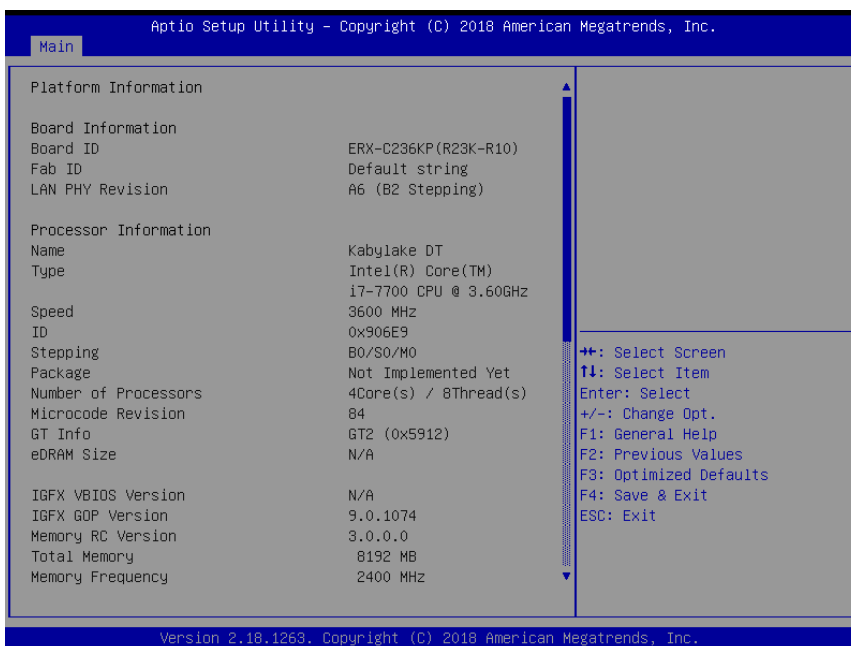 Aptio Setup Utility – Copyright (C) 2018 American Megatrends, Inc.
Main
Platform Information
Board Information
Board ID ERX-C236KP(R23K-R10)
Fab ID Default string
LAN PHY Revision A6 (B2 Stepping)
Processor Information
Name Kabylake DT
Type Intel(R) Core(TM)
i7-7700 CPU @ 3.60GHz
Speed 3600 MHz
ID 0x906E9
Stepping B0/S0/M0
Package Not Implemented Yet
Number of Processors 4Core(s) / 8Thread(s)
Microcode Revision 84
GT Info GT2 (0x5912)
eDRAM Size N/A
IGFX VBIOS Version N/A
IGFX GOP Version 9.0.1074
Memory RC Version 3.0.0.0
Total Memory 8192 MB
Memory Frequency 2400 MHz
→←: Select Screen
↑↓: Select Item
Enter: Select
+/-: Change Opt.
F1: General Help
F2: Previous Values
F3: Optimized Defaults
F4: Save & Exit
ESC: Exit
Version 2.18.1263. Copyright (C) 2018 American Megatrends, Inc.